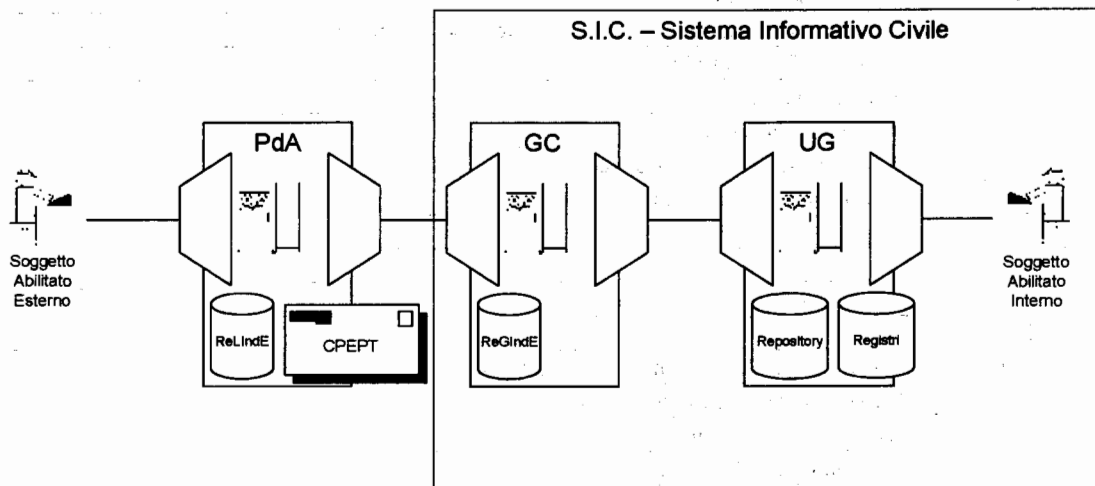 S.I.C. – Sistema Informativo Civile
PdA
GC
UG
Soggetto
Abilitato
Esterno
Soggetto
Abilitato
Interno
ReLIndE
CPEPT
ReGIndE
Repository
Registri